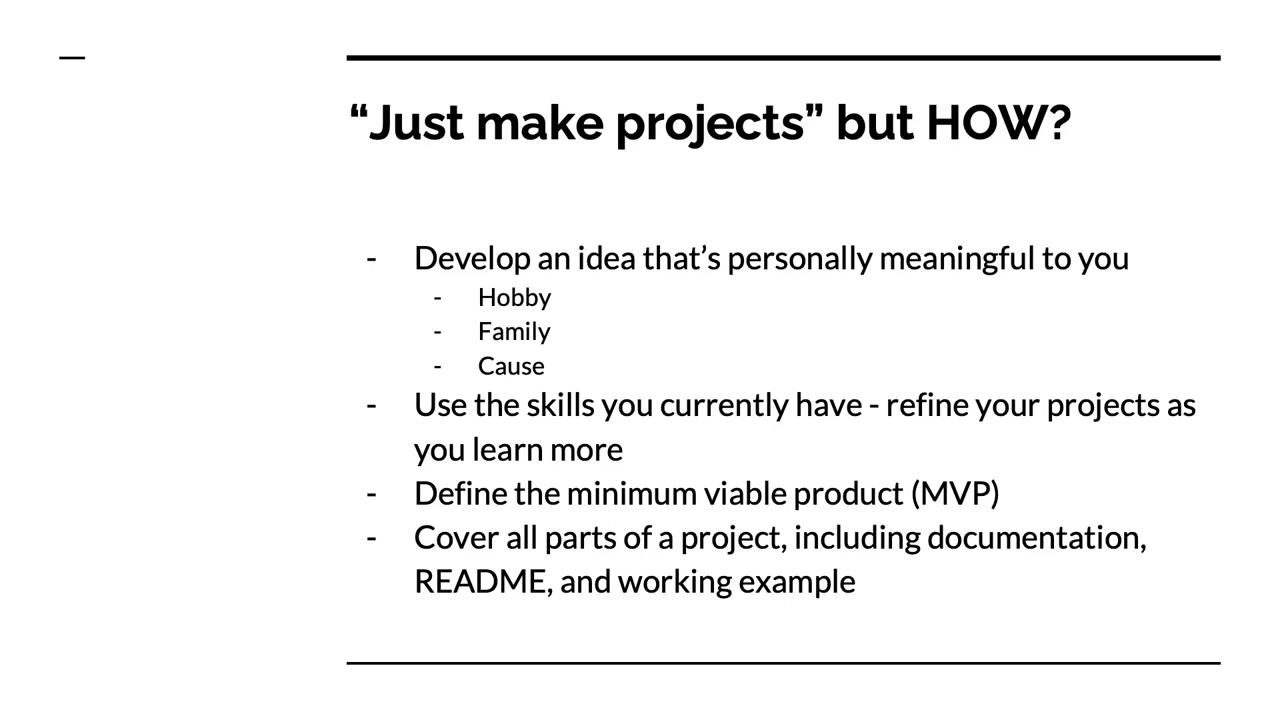 “Just make projects” but HOW?
- Develop an idea that’s personally meaningful to you
- Hobby
- Family
- Cause
- Use the skills you currently have - refine your projects as
you learn more
- Define the minimum viable product (MVP)
- Cover all parts of a project, including documentation,
README, and working example